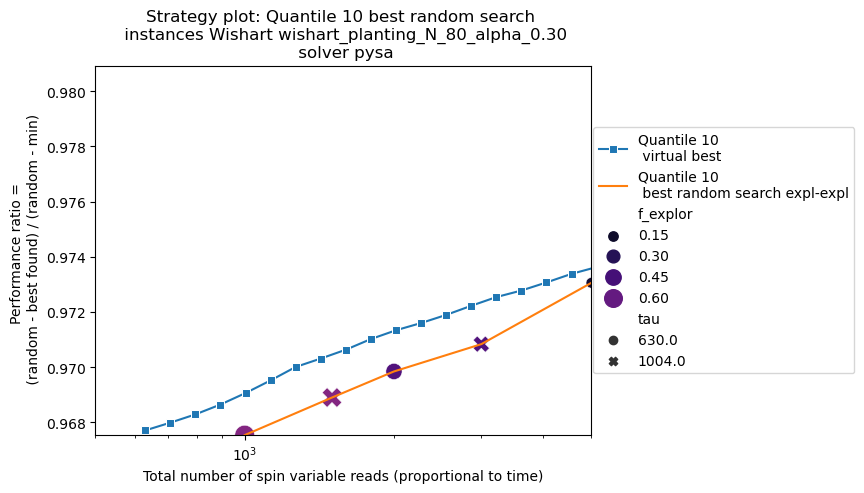 Strategy plot: Quantile 10 best random search
instances Wishart wishart_planting_N_80_alpha_0.30
solver pysa
0.980
0.978
0.976
0.974
0.972
0.970
0.968
Performance ratio =
(random - best found) / (random - min)
10³
Total number of spin variable reads (proportional to time)
Quantile 10
virtual best
Quantile 10
best random search expl-expl
f_explor
0.15
0.30
0.45
0.60
tau
630.0
1004.0